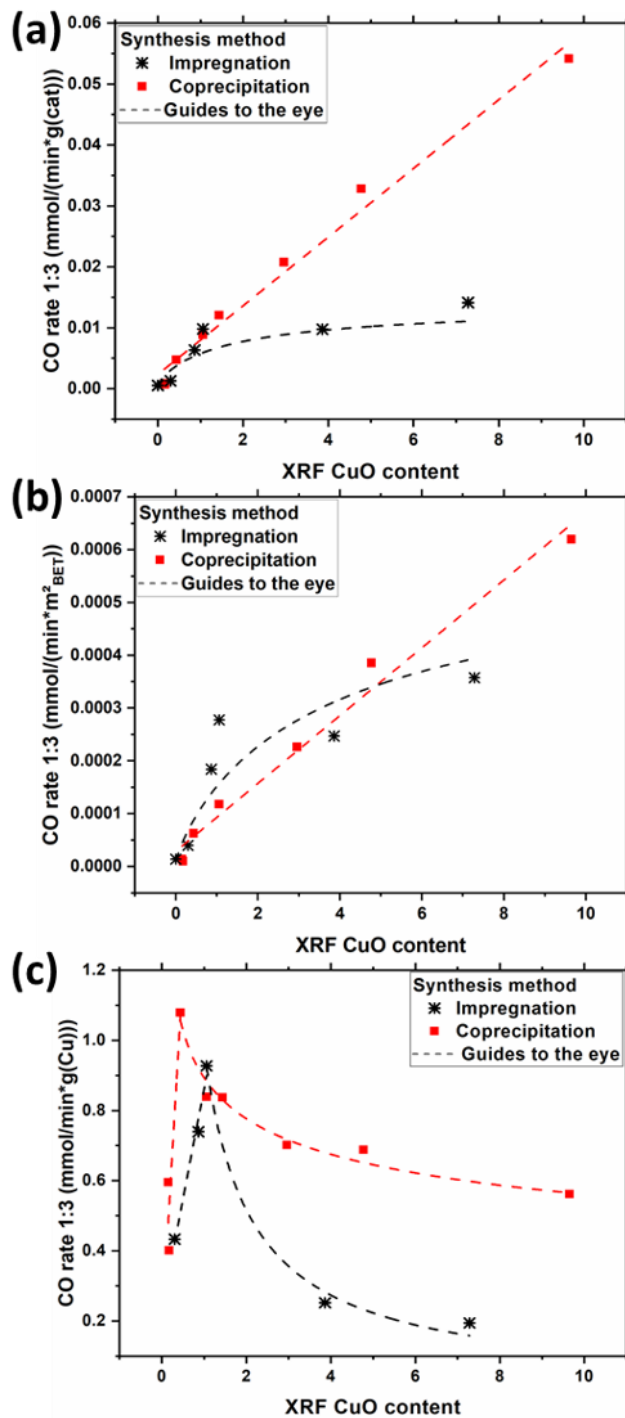 (a)
0.06
0.05
0.04
0.03
0.02
0.01
0.00
CO rate 1:3 (mmol/(min*g(cat)))
Synthesis method
Impregnation
Coprecipitation
Guides to the eye
0 2 4 6 8 10
XRF CuO content
(b)
0.0007
0.0006
0.0005
0.0004
0.0003
0.0002
0.0001
0.0000
CO rate 1:3 (mmol/(min*m²BET))
Synthesis method
Impregnation
Coprecipitation
Guides to the eye
0 2 4 6 8 10
XRF CuO content
(c)
1.2
1.0
0.8
0.6
0.4
0.2
CO rate 1:3 (mmol/min*g(Cu)))
Synthesis method
Impregnation
Coprecipitation
Guides to the eye
0 2 4 6 8 10
XRF CuO content